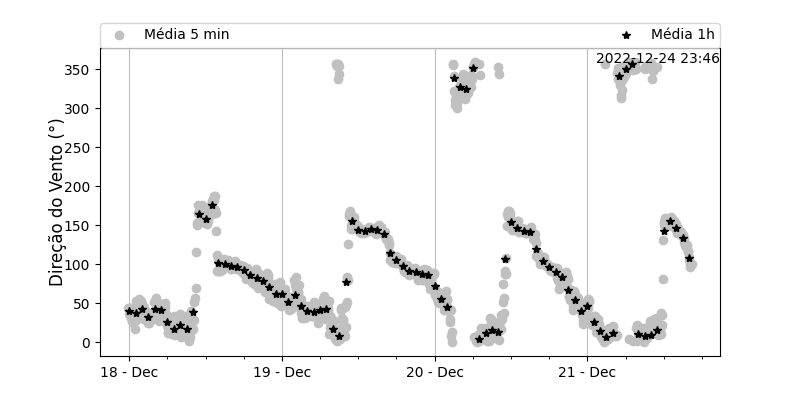 Média 5 min
Média 1h
2022-12-24 23:46
Direção do Vento (°)
350
300
250
200
150
100
50
0
18 - Dec
19 - Dec
20 - Dec
21 - Dec